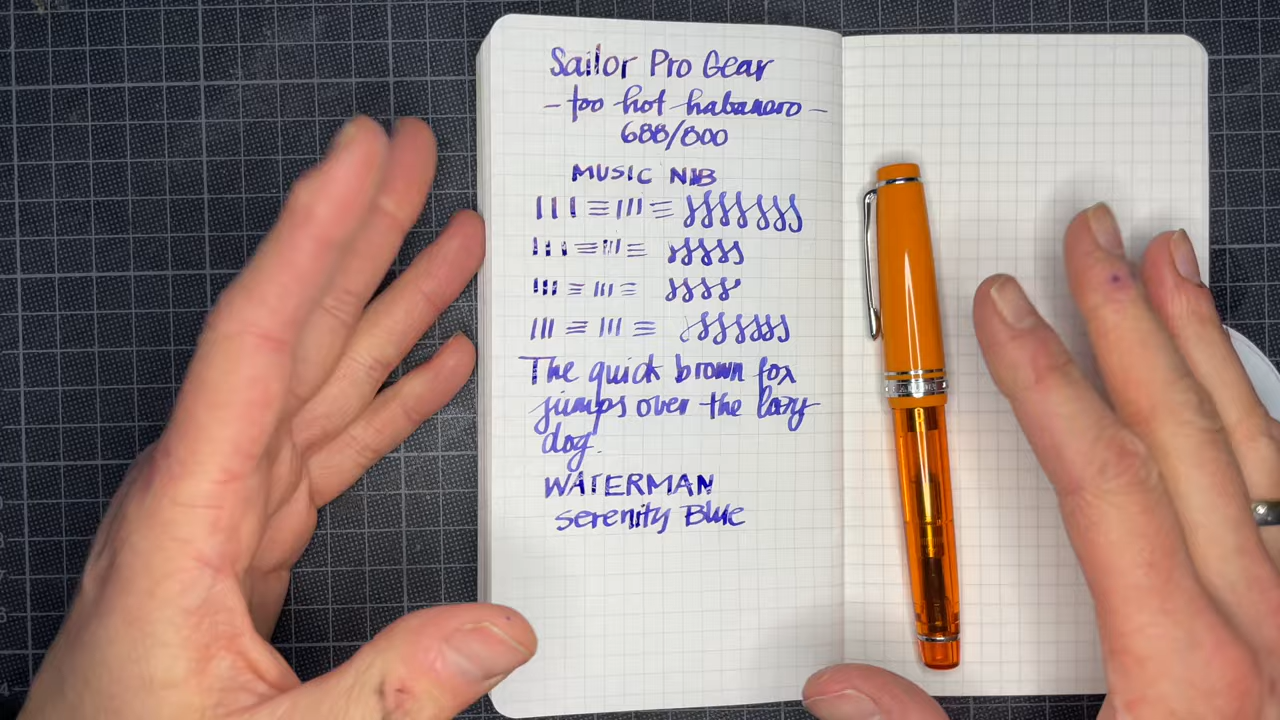 Sailor Pro Gear
- too hot habanero -
688/800
MUSIC NIB
The quick brown fox
jumps over the lazy
dog.
WATERMAN
Serenity Blue